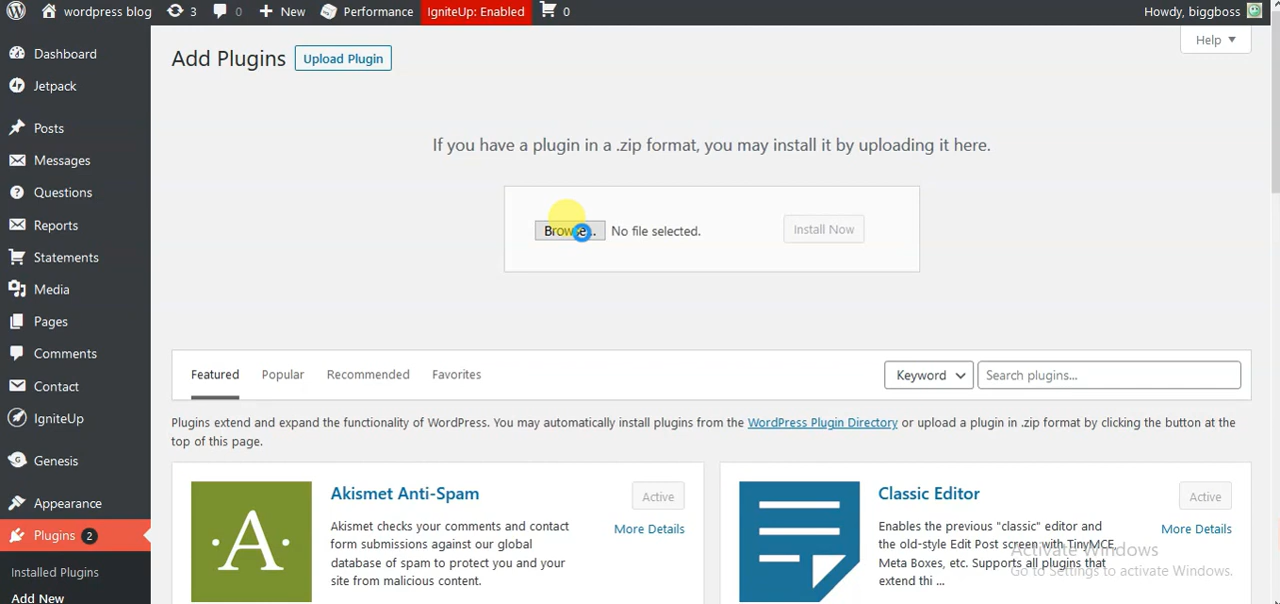 wordpress blog 3 0 New Performance IgniteUp: Enabled 0 Howdy, biggboss
Help
Add Plugins Upload Plugin
Dashboard
Jetpack
Posts
Messages
Questions
Reports
Statements
Media
Pages
Comments
Contact
IgniteUp
Genesis
Appearance
Plugins 2
Installed Plugins
Add New
If you have a plugin in a .zip format, you may install it by uploading it here.
Browse... No file selected. Install Now
Featured Popular Recommended Favorites Keyword Search plugins...
Plugins extend and expand the functionality of WordPress. You may automatically install plugins from the WordPress Plugin Directory or upload a plugin in .zip format by clicking the button at the
top of this page.
Akismet Anti-Spam
Active
More Details
Akismet checks your comments and contact
form submissions against our global
database of spam to protect you and your
site from malicious content.
Classic Editor
Active
More Details
Enables the previous "classic" editor and
the old-style Edit Post screen with TinyMCE,
Meta Boxes, etc. Supports all plugins that
extend thi ...
Activate Windows
Go to Settings to activate Windows.